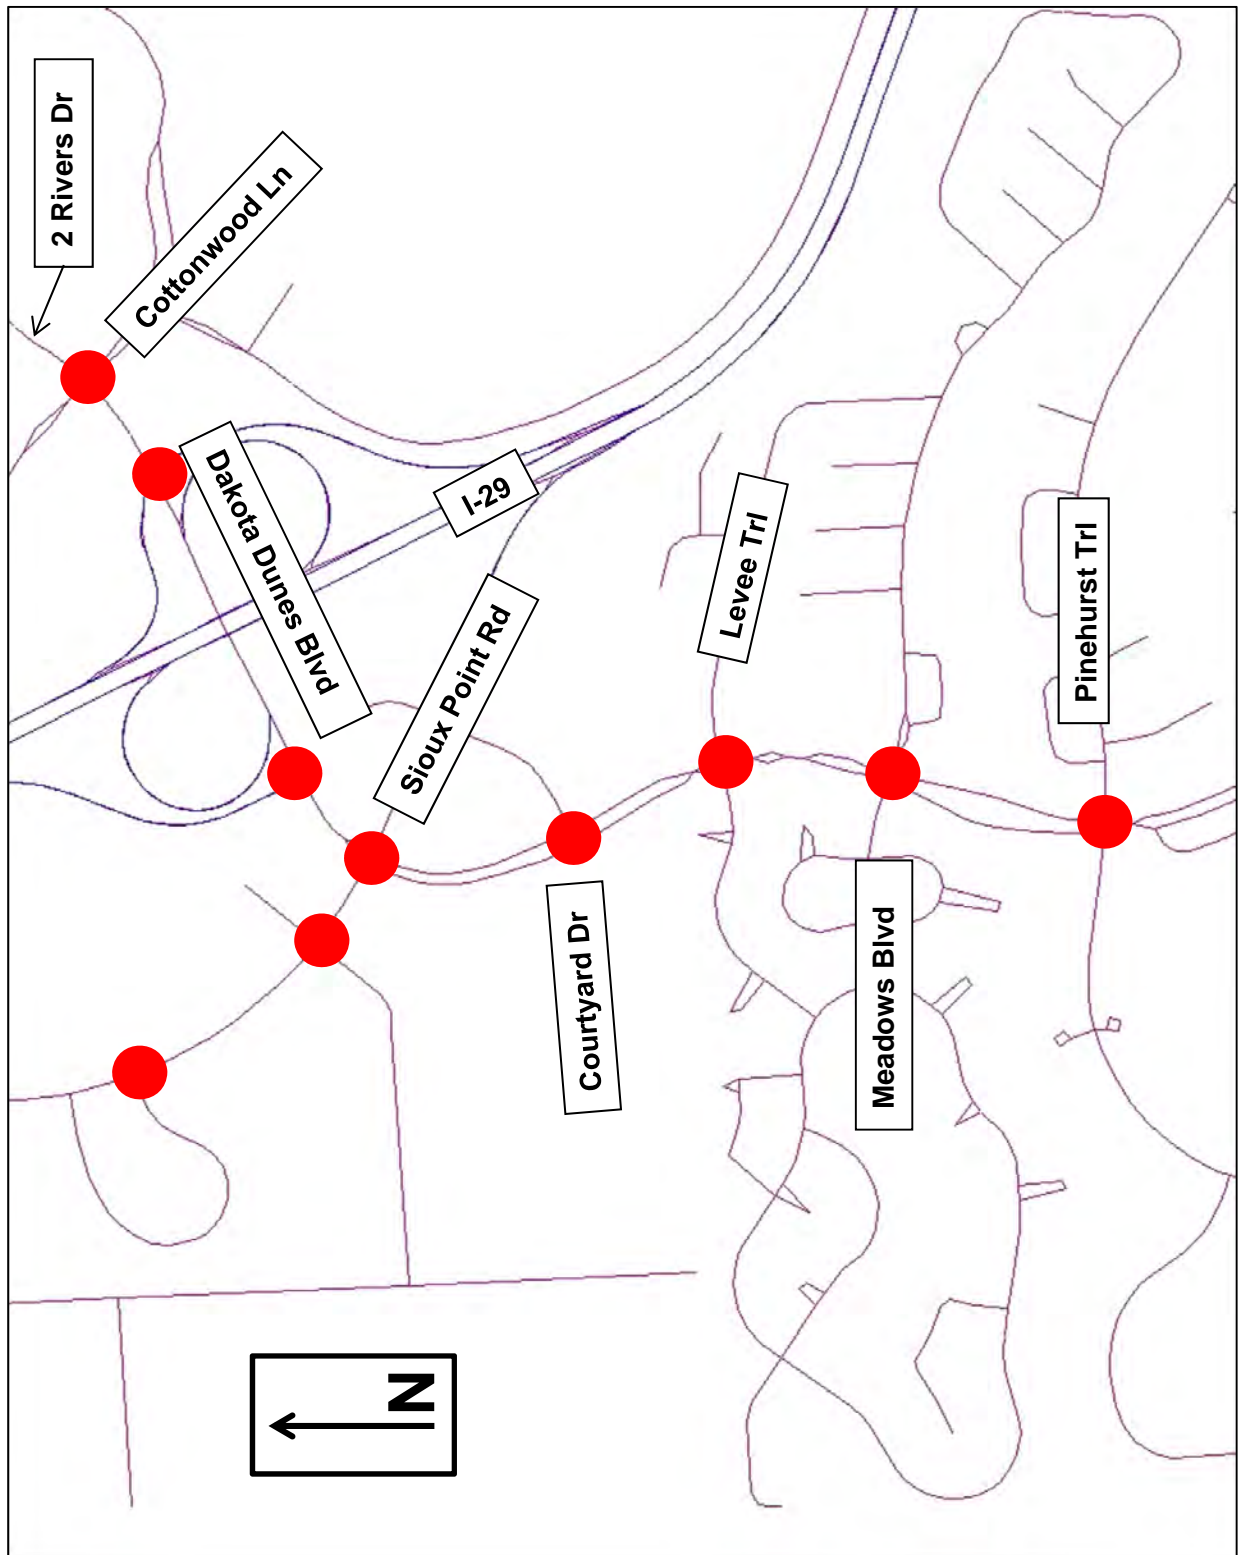 2 Rivers Dr
Cottonwood Ln
Dakota Dunes Blvd
I-29
Sioux Point Rd
Levee Trl
Pinehurst Trl
Courtyard Dr
Meadows Blvd
N